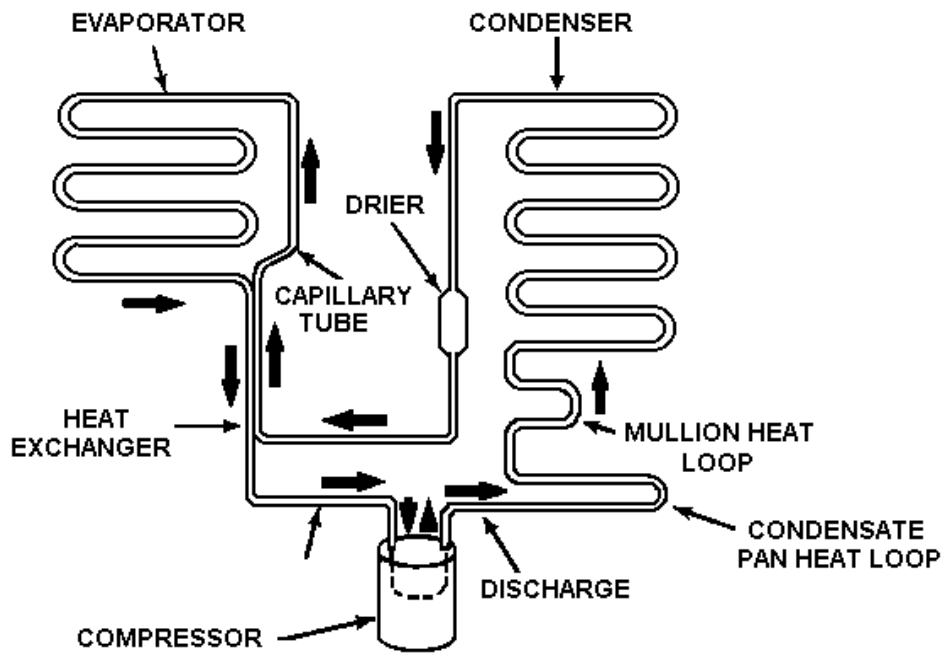 EVAPORATOR
CONDENSER
DRIER
CAPILLARY
TUBE
HEAT
EXCHANGER
MULLION HEAT
LOOP
CONDENSATE
PAN HEAT LOOP
DISCHARGE
COMPRESSOR